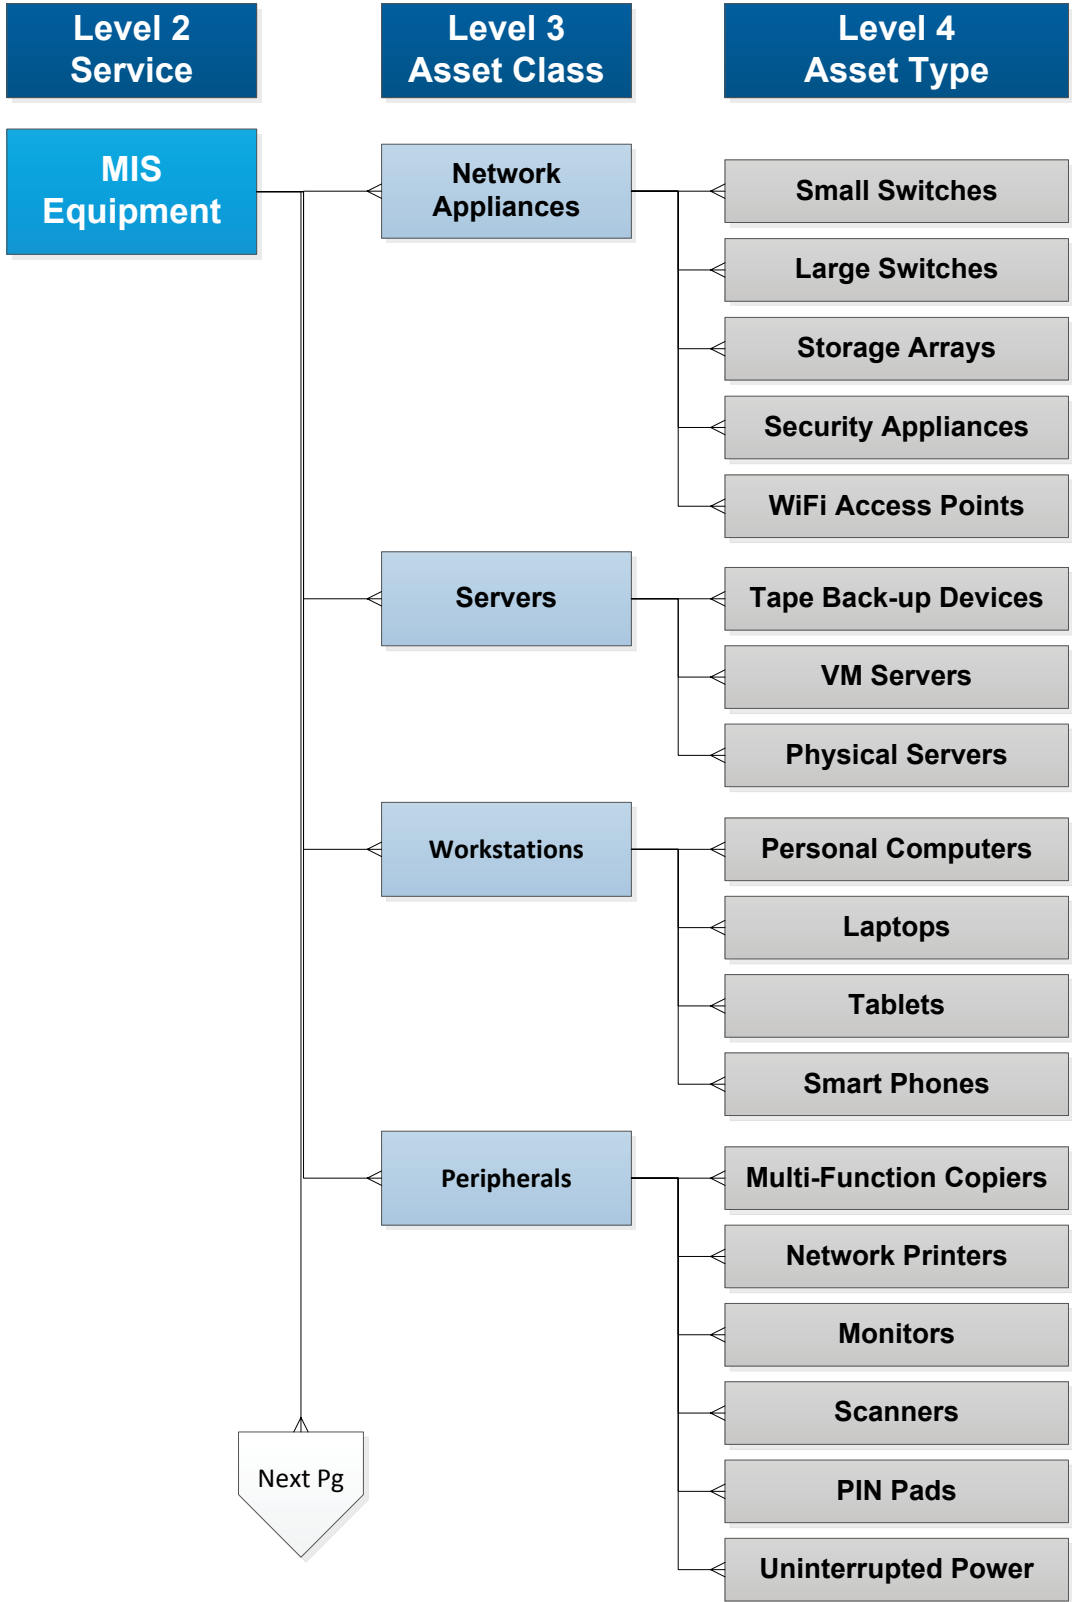 Level 2
Service
Level 3
Asset Class
Level 4
Asset Type
MIS
Equipment
Network
Appliances
Small Switches
Large Switches
Storage Arrays
Security Appliances
WiFi Access Points
Servers
Tape Back-up Devices
VM Servers
Physical Servers
Workstations
Personal Computers
Laptops
Tablets
Smart Phones
Peripherals
Multi-Function Copiers
Network Printers
Monitors
Scanners
PIN Pads
Uninterrupted Power
Next Pg